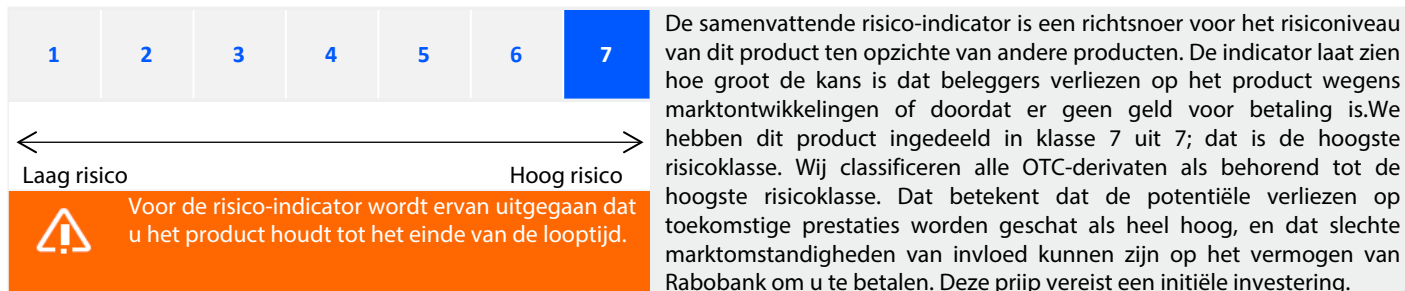 1 2 3 4 5 6 7
Laag risico Hoog risico
Voor de risico-indicator wordt ervan uitgegaan dat
u het product houdt tot het einde van de looptijd.
De samenvattende risico-indicator is een richtsnoer voor het risiconiveau
van dit product ten opzichte van andere producten. De indicator laat zien
hoe groot de kans is dat beleggers verliezen op het product wegens
marktontwikkelingen of doordat er geen geld voor betaling is.We
hebben dit product ingedeeld in klasse 7 uit 7; dat is de hoogste
risicoklasse. Wij classificeren alle OTC-derivaten als behorend tot de
hoogste risicoklasse. Dat betekent dat de potentiële verliezen op
toekomstige prestaties worden geschat als heel hoog, en dat slechte
marktomstandigheden van invloed kunnen zijn op het vermogen van
Rabobank om u te betalen. Deze prijp vereist een initiële investering.